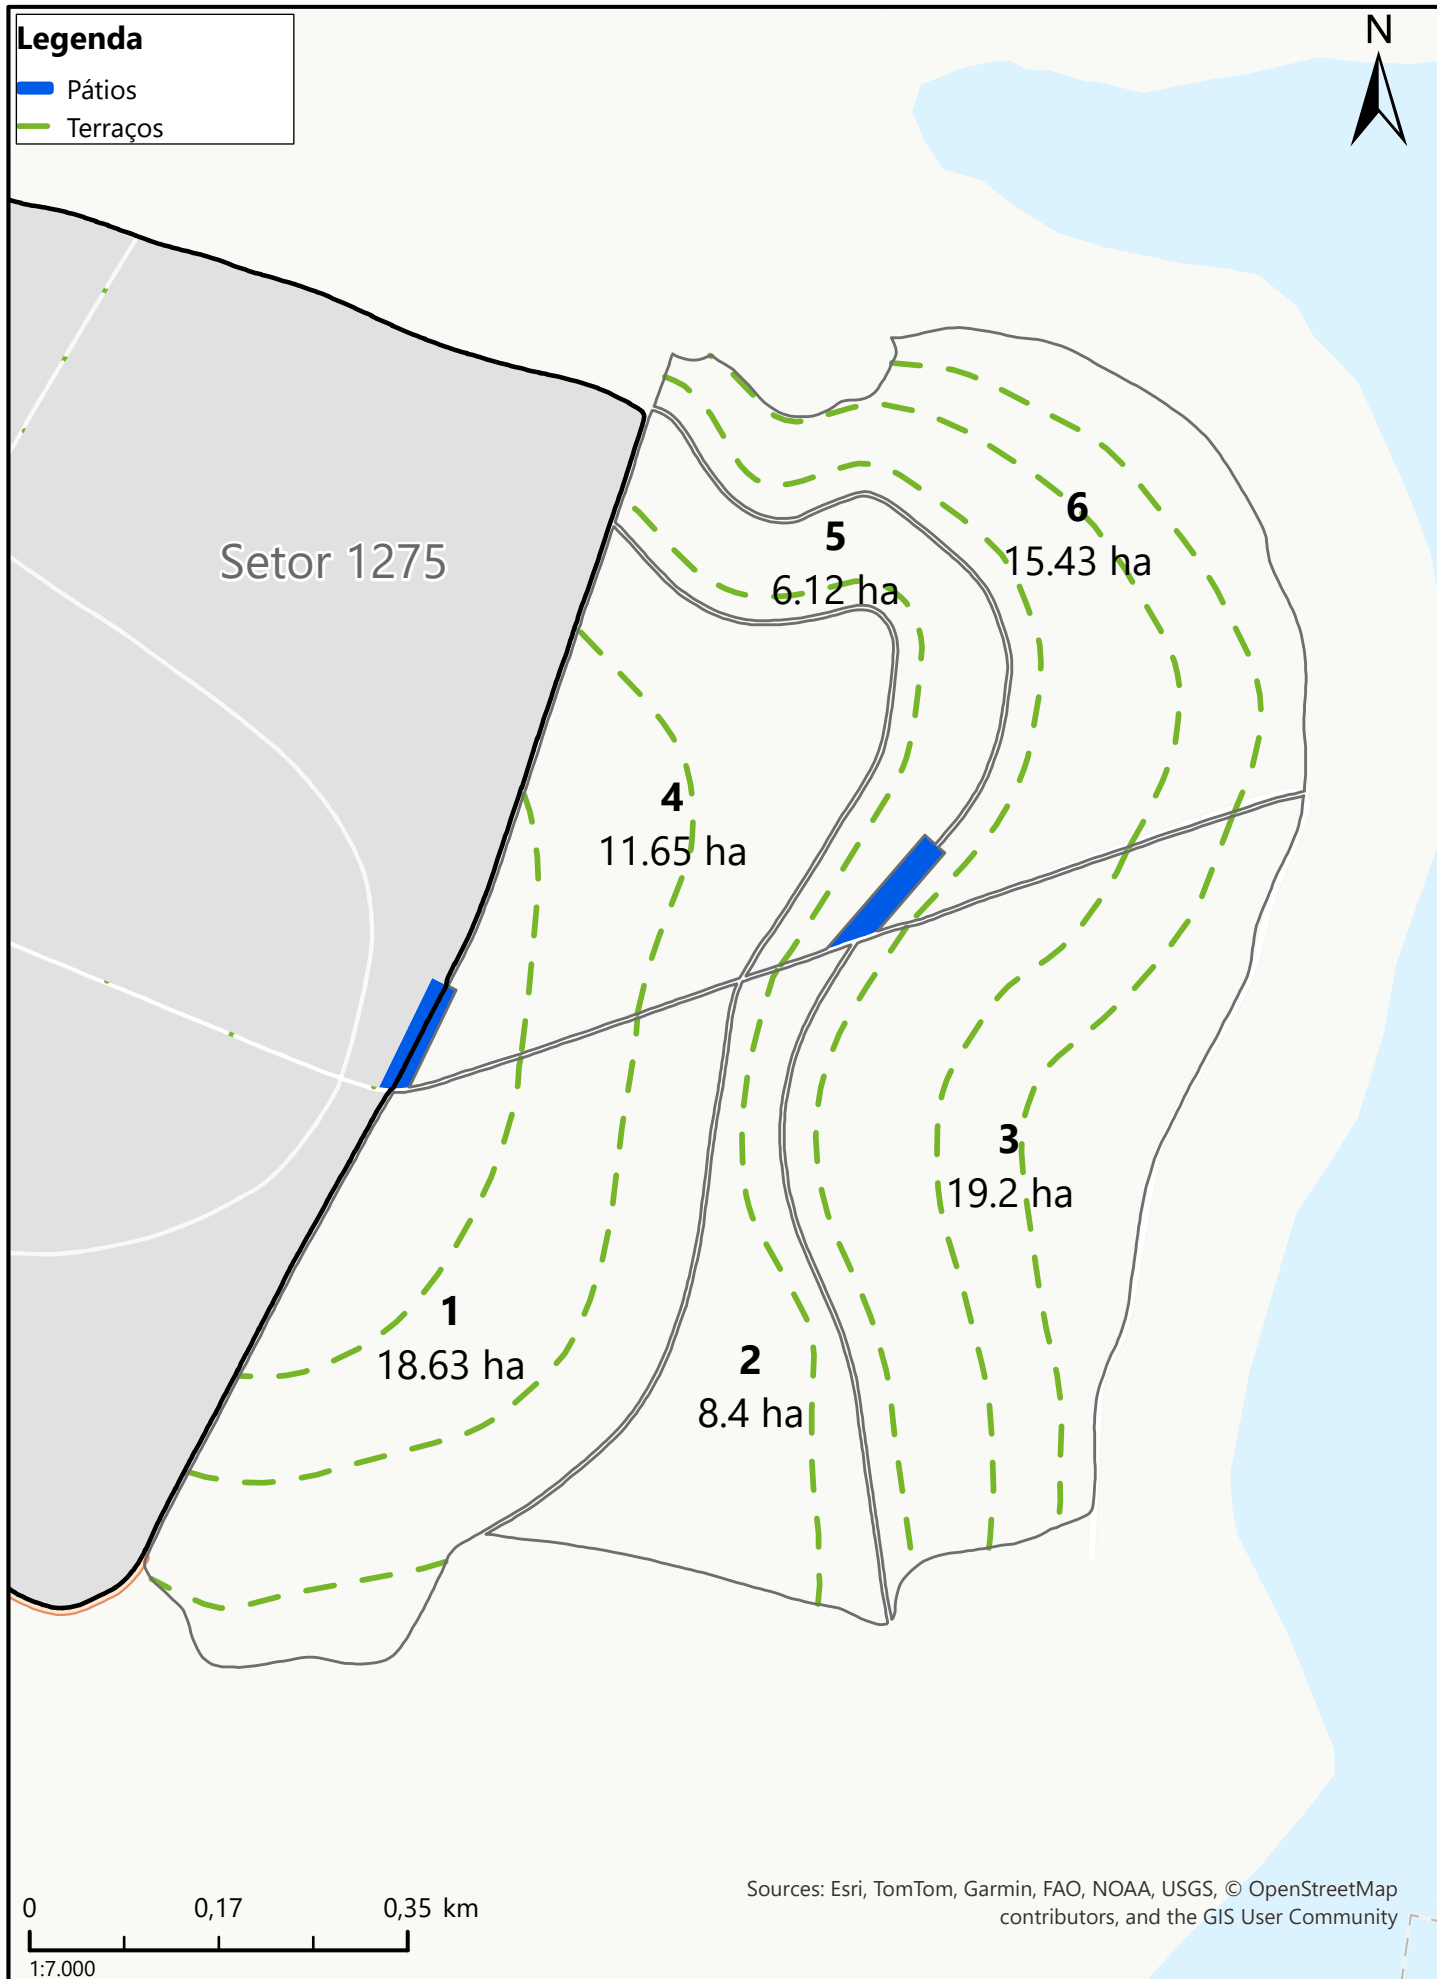 Legenda
Pátios
Terraços
N
Setor 1275
5
6.12 ha
6
15.43 ha
4
11.65 ha
3
19.2 ha
1
18.63 ha
2
8.4 ha
Sources: Esri, TomTom, Garmin, FAO, NOAA, USGS, © OpenStreetMap
contributors, and the GIS User Community
0 0,17 0,35 km
1:7.000